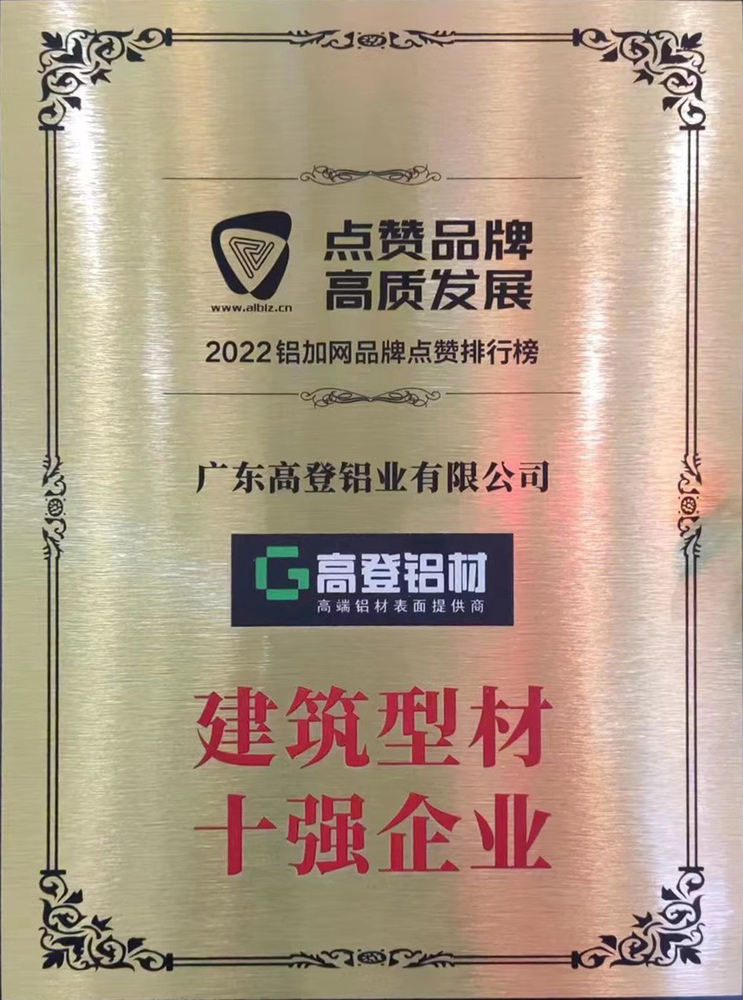 点赞品牌
高质发展
www.albiz.cn
2022铝加网品牌点赞排行榜
广东高登铝业有限公司
高登铝材
高端铝材表面提供商
建筑型材
十强企业